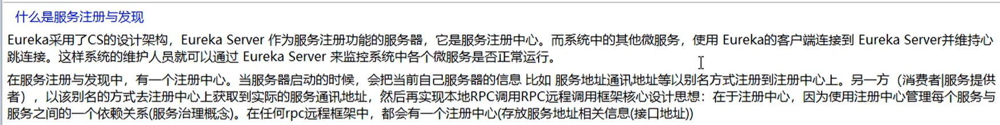 什么是服务注册与发现
Eureka采用了CS的设计架构，Eureka Server 作为服务注册功能的服务器，它是服务注册中心。而系统中的其他微服务，使用 Eureka的客户端连接到 Eureka Server并维持心
跳连接。这样系统的维护人员就可以通过 Eureka Server 来监控系统中各个微服务是否正常运行。
在服务注册与发现中，有一个注册中心。当服务器启动的时候，会把当前自己服务器的信息 比如 服务地址通讯地址等以别名方式注册到注册中心上。另一方（消费者|服务提供
者），以该别名的方式去注册中心上获取到实际的服务通讯地址，然后再实现本地RPC调用RPC远程调用框架核心设计思想：在于注册中心，因为使用注册中心管理每个服务与
服务之间的一个依赖关系(服务治理概念)。在任何rpc远程框架中，都会有一个注册中心(存放服务地址相关信息(接口地址))